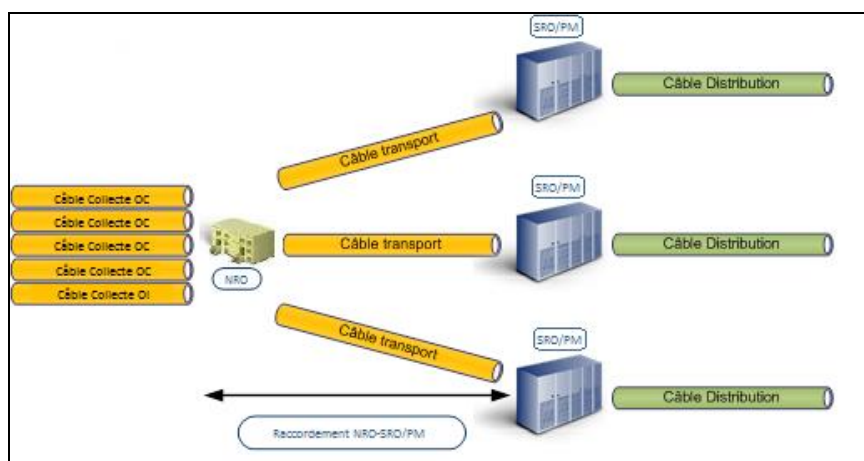 SRO/PM
Câble Distribution
Câble transport
Câble Collecte OC
Câble Collecte OC
Câble Collecte OC
Câble Collecte OC
Câble Collecte OI
NRO
Câble transport
SRO/PM
Câble Distribution
Câble transport
SRO/PM
Câble Distribution
Raccordement NRO-SRO/PM